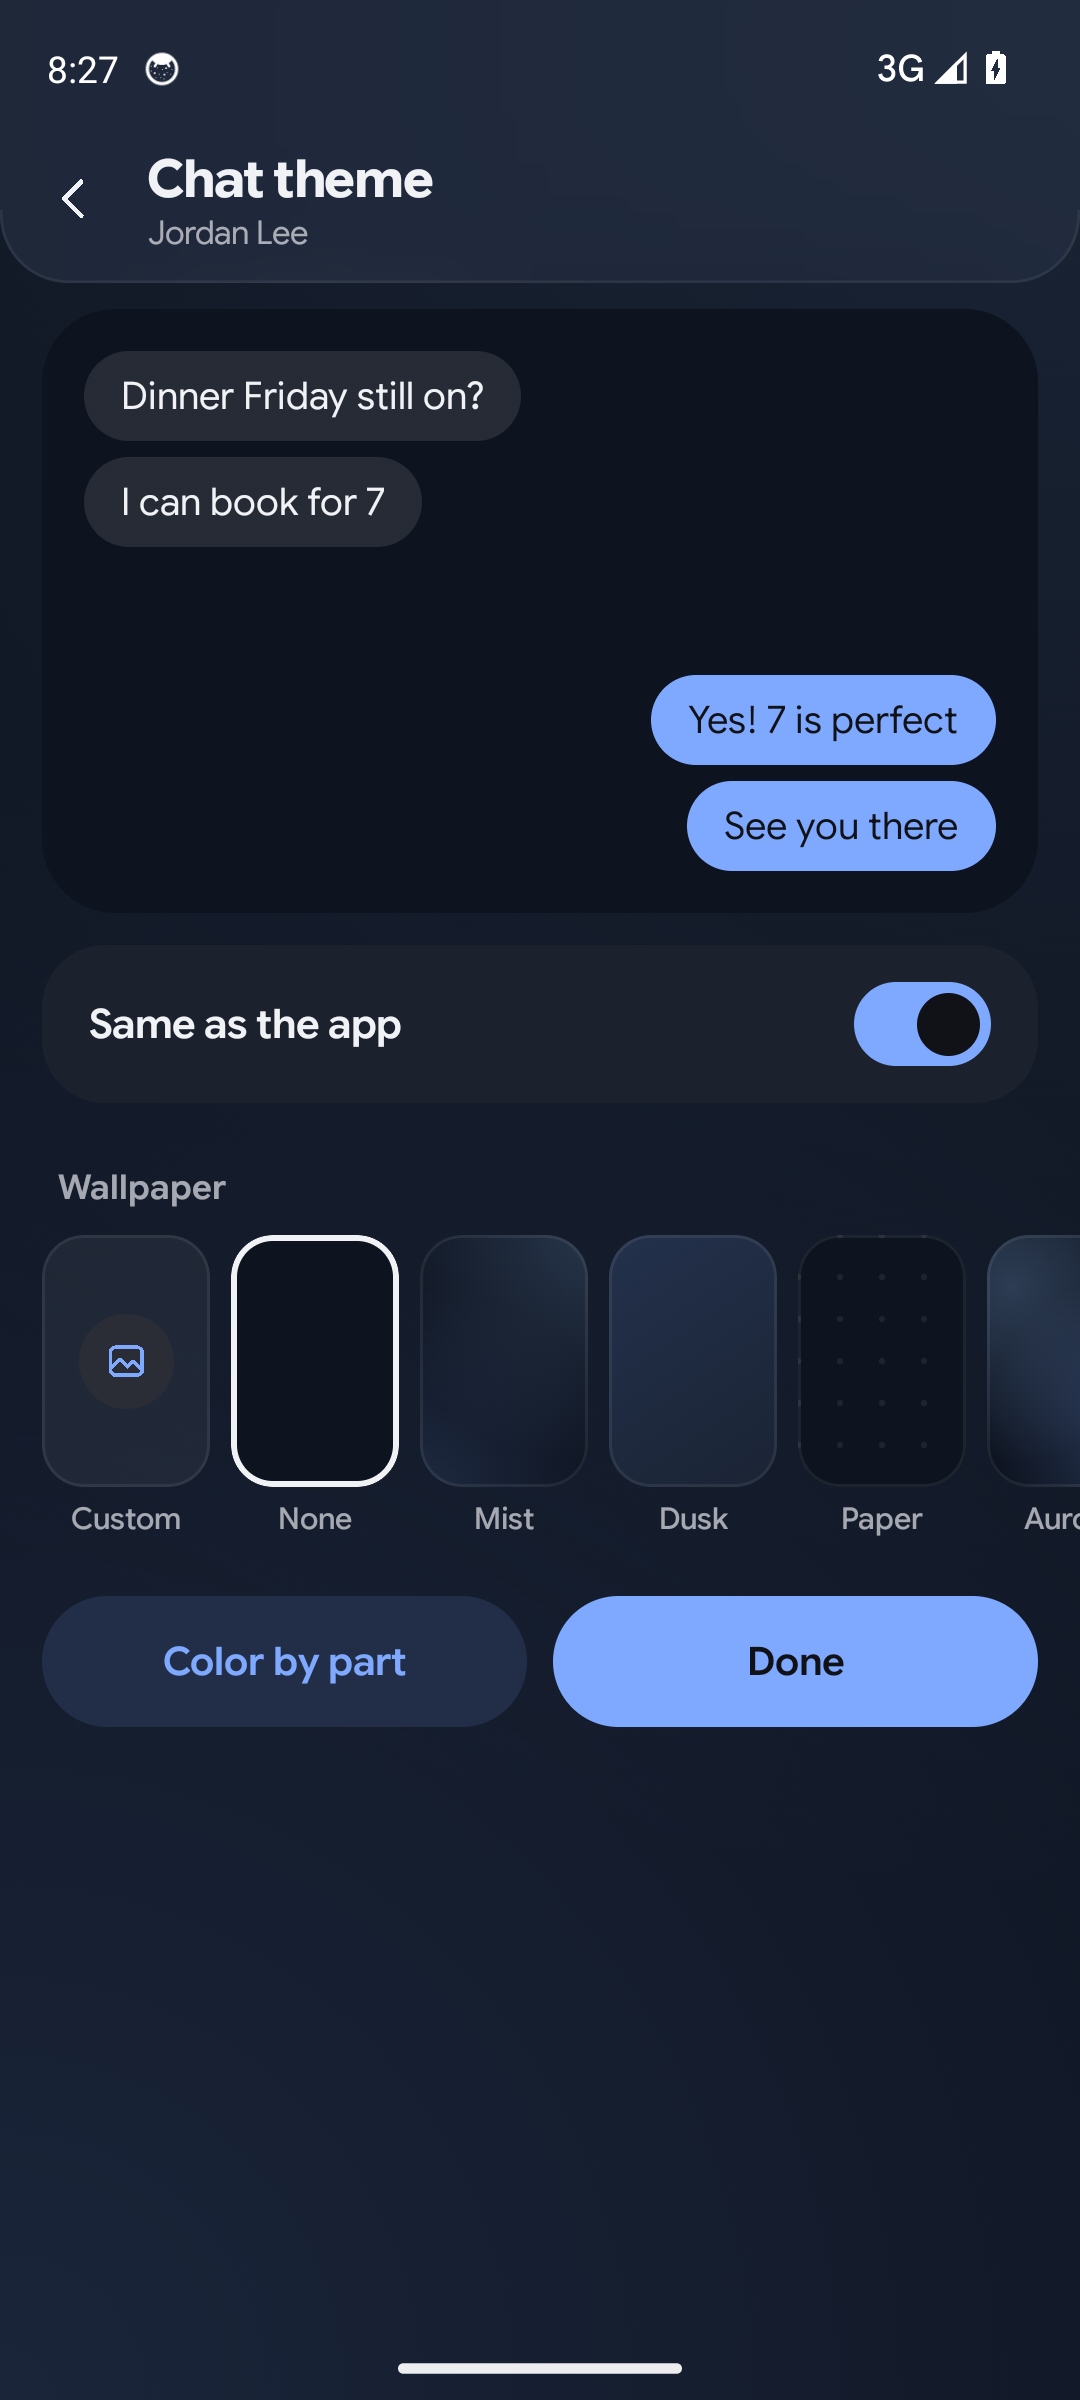 8:27
3G
Chat theme
Jordan Lee
Dinner Friday still on?
I can book for 7
Yes! 7 is perfect
See you there
Same as the app
Wallpaper
Custom
None
Mist
Dusk
Paper
Color by part
Done